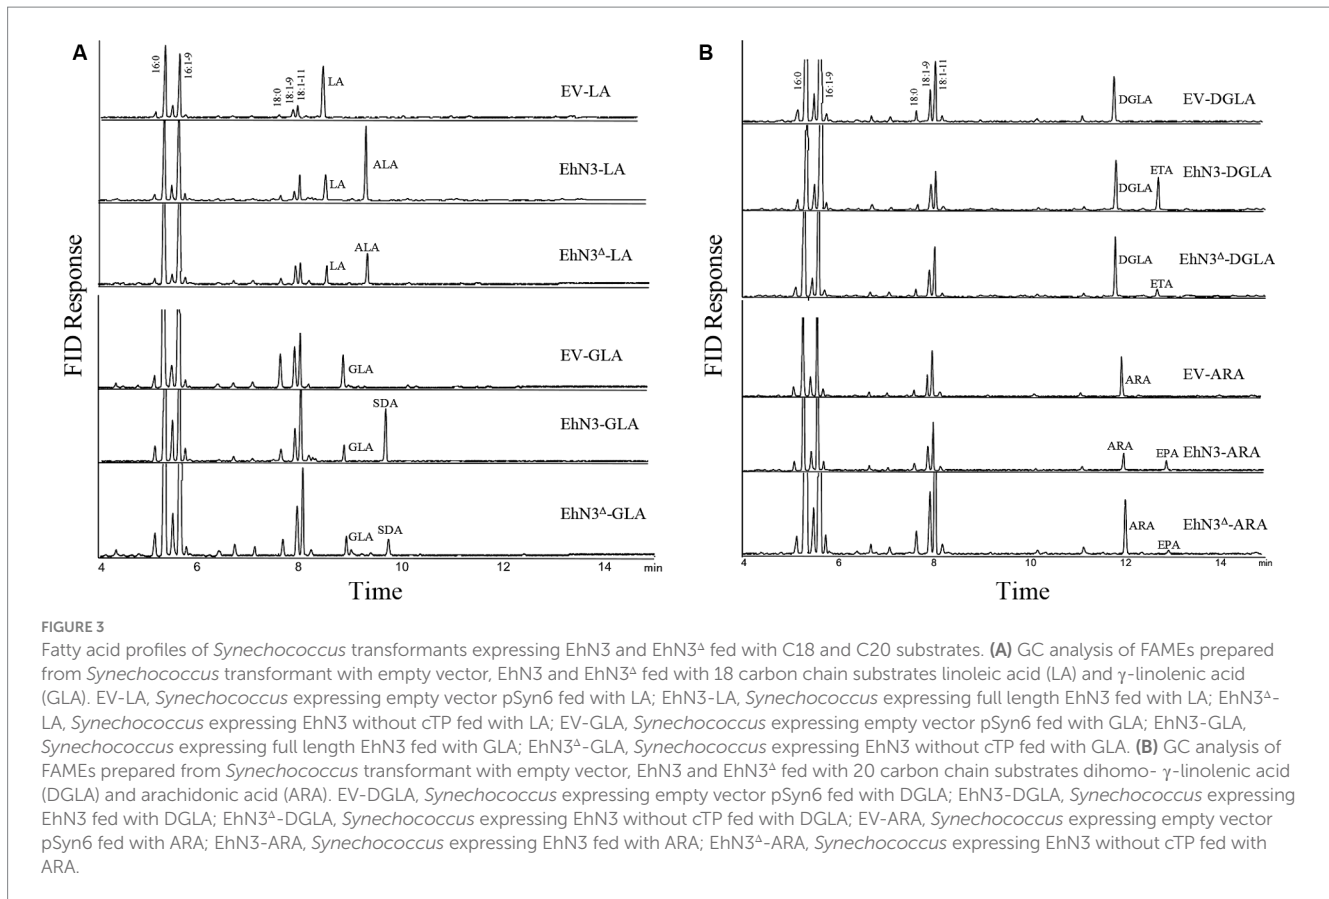 A
FID Response
16:0
16:1-9
18:0
18:1-9
18:1-11
LA
EV-LA
LA
ALA
EhN3-LA
LA
ALA
EhN3Δ-LA
GLA
EV-GLA
GLA
SDA
EhN3-GLA
GLA
SDA
EhN3Δ-GLA
4 6 8 10 12 14 min
Time
B
FID Response
16:0
16:1-9
18:0
18:1-9
18:1-11
DGLA
EV-DGLA
DGLA
ETA
EhN3-DGLA
DGLA
ETA
EhN3Δ-DGLA
ARA
EV-ARA
ARA
EPA
EhN3-ARA
ARA
EPA
EhN3Δ-ARA
4 6 8 10 12 14 min
Time
FIGURE 3
Fatty acid profiles of Synechococcus transformants expressing EhN3 and EhN3Δ fed with C18 and C20 substrates. (A) GC analysis of FAMEs prepared
from Synechococcus transformant with empty vector, EhN3 and EhN3Δ fed with 18 carbon chain substrates linoleic acid (LA) and γ-linolenic acid
(GLA). EV-LA, Synechococcus expressing empty vector pSyn6 fed with LA; EhN3-LA, Synechococcus expressing full length EhN3 fed with LA; EhN3Δ-
LA, Synechococcus expressing EhN3 without cTP fed with LA; EV-GLA, Synechococcus expressing empty vector pSyn6 fed with GLA; EhN3-GLA,
Synechococcus expressing full length EhN3 fed with GLA; EhN3Δ-GLA, Synechococcus expressing EhN3 without cTP fed with GLA. (B) GC analysis of
FAMEs prepared from Synechococcus transformant with empty vector, EhN3 and EhN3Δ fed with 20 carbon chain substrates dihomo- γ-linolenic acid
(DGLA) and arachidonic acid (ARA). EV-DGLA, Synechococcus expressing empty vector pSyn6 fed with DGLA; EhN3-DGLA, Synechococcus expressing
EhN3 fed with DGLA; EhN3Δ-DGLA, Synechococcus expressing EhN3 without cTP fed with DGLA; EV-ARA, Synechococcus expressing empty vector
pSyn6 fed with ARA; EhN3-ARA, Synechococcus expressing EhN3 fed with ARA; EhN3Δ-ARA, Synechococcus expressing EhN3 without cTP fed with
ARA.